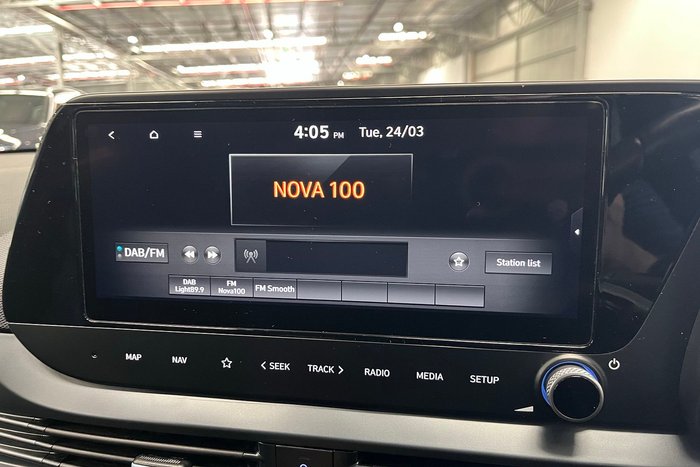 4:05 PM Tue, 24/03
NOVA 100
DAB/FM
Station list
DAB
Light89.9
FM
Nova100
FM Smooth
MAP NAV < SEEK TRACK > RADIO MEDIA SETUP